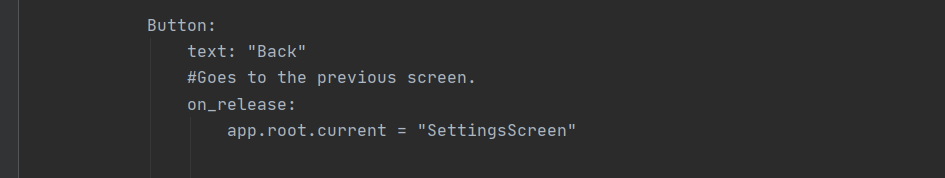 Button:
text: "Back"
#Goes to the previous screen.
on_release:
app.root.current = "SettingsScreen"